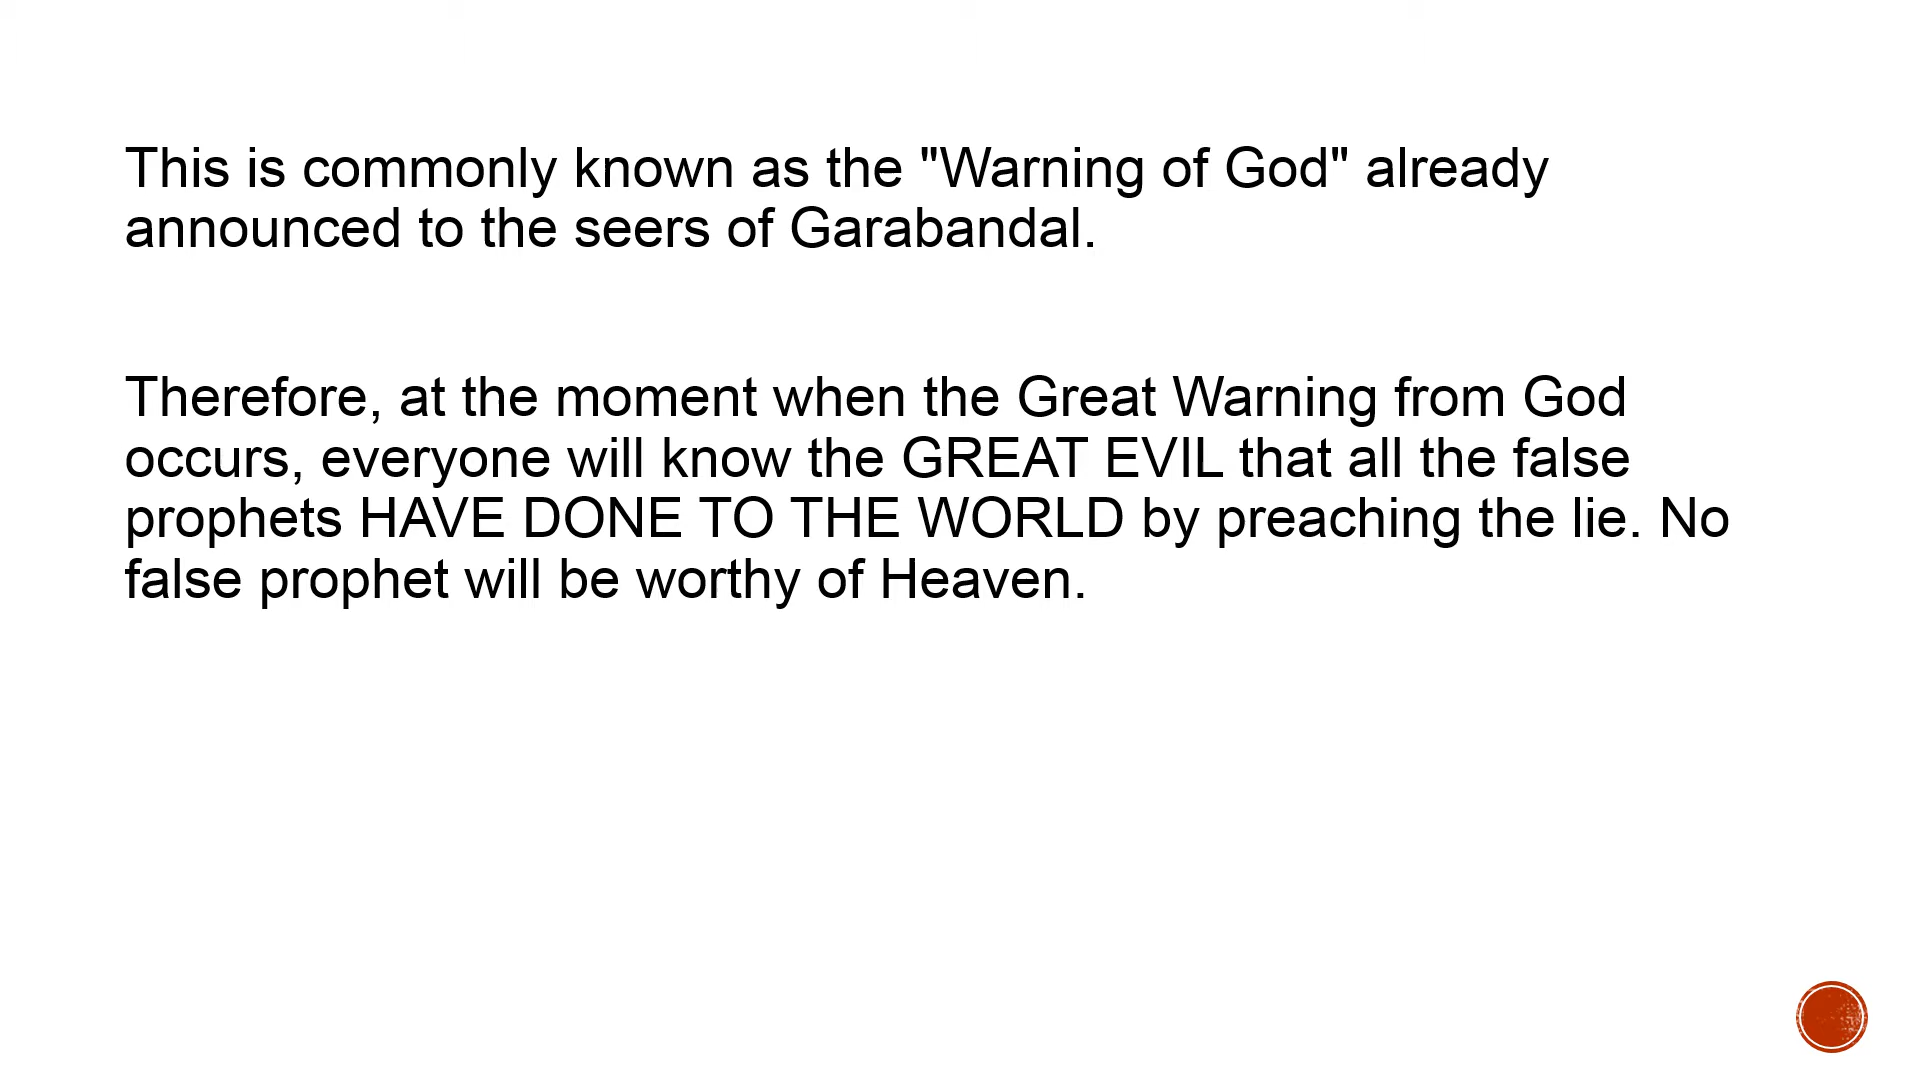 This is commonly known as the "Warning of God" already
announced to the seers of Garabandal.
Therefore, at the moment when the Great Warning from God
occurs, everyone will know the GREAT EVIL that all the false
prophets HAVE DONE TO THE WORLD by preaching the lie. No
false prophet will be worthy of Heaven.